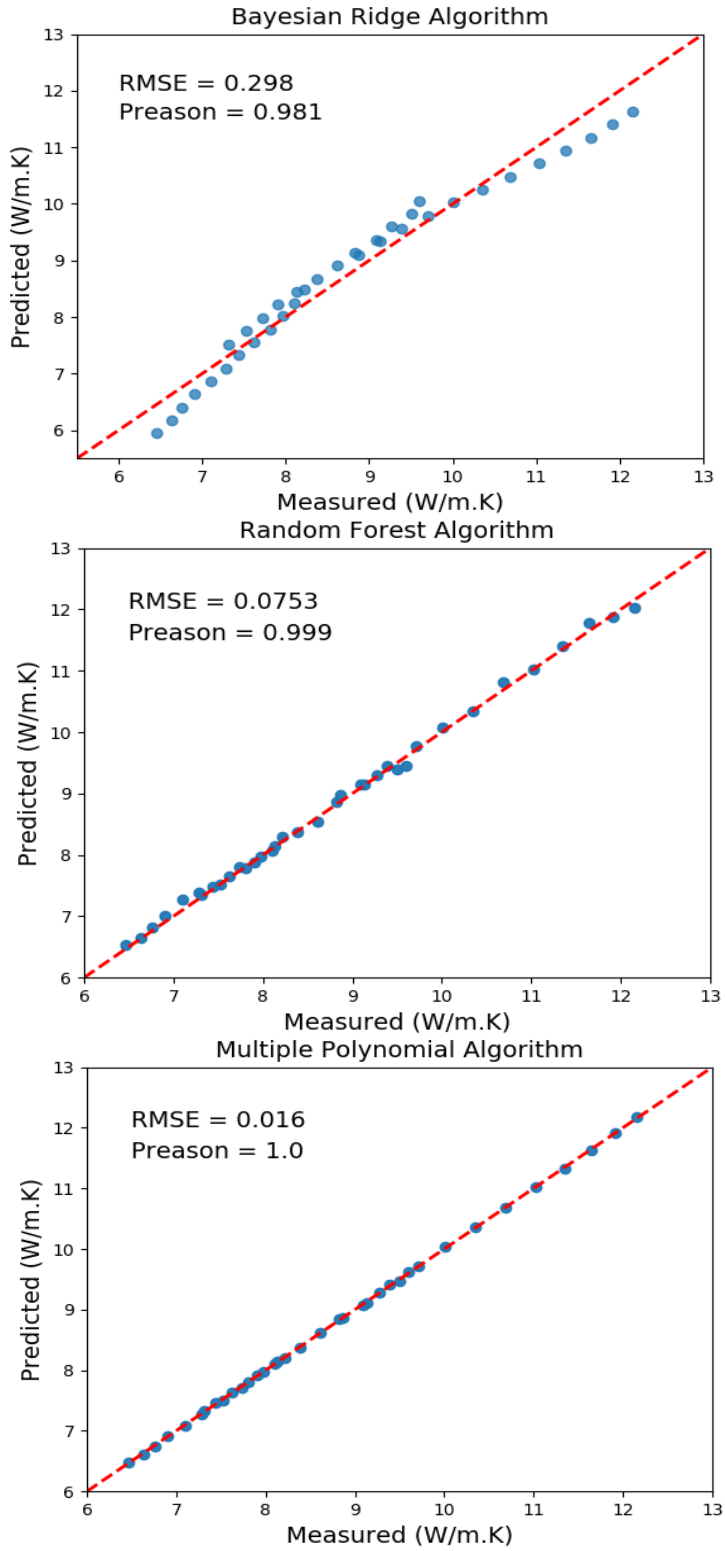 Bayesian Ridge Algorithm
13
12
11
10
9
8
7
6
RMSE = 0.298
Preason = 0.981
Predicted (W/m.K)
6 7 8 9 10 11 12 13
Measured (W/m.K)
Random Forest Algorithm
13
12
11
10
9
8
7
6
RMSE = 0.0753
Preason = 0.999
Predicted (W/m.K)
6 7 8 9 10 11 12 13
Measured (W/m.K)
Multiple Polynomial Algorithm
13
12
11
10
9
8
7
6
RMSE = 0.016
Preason = 1.0
Predicted (W/m.K)
6 7 8 9 10 11 12 13
Measured (W/m.K)